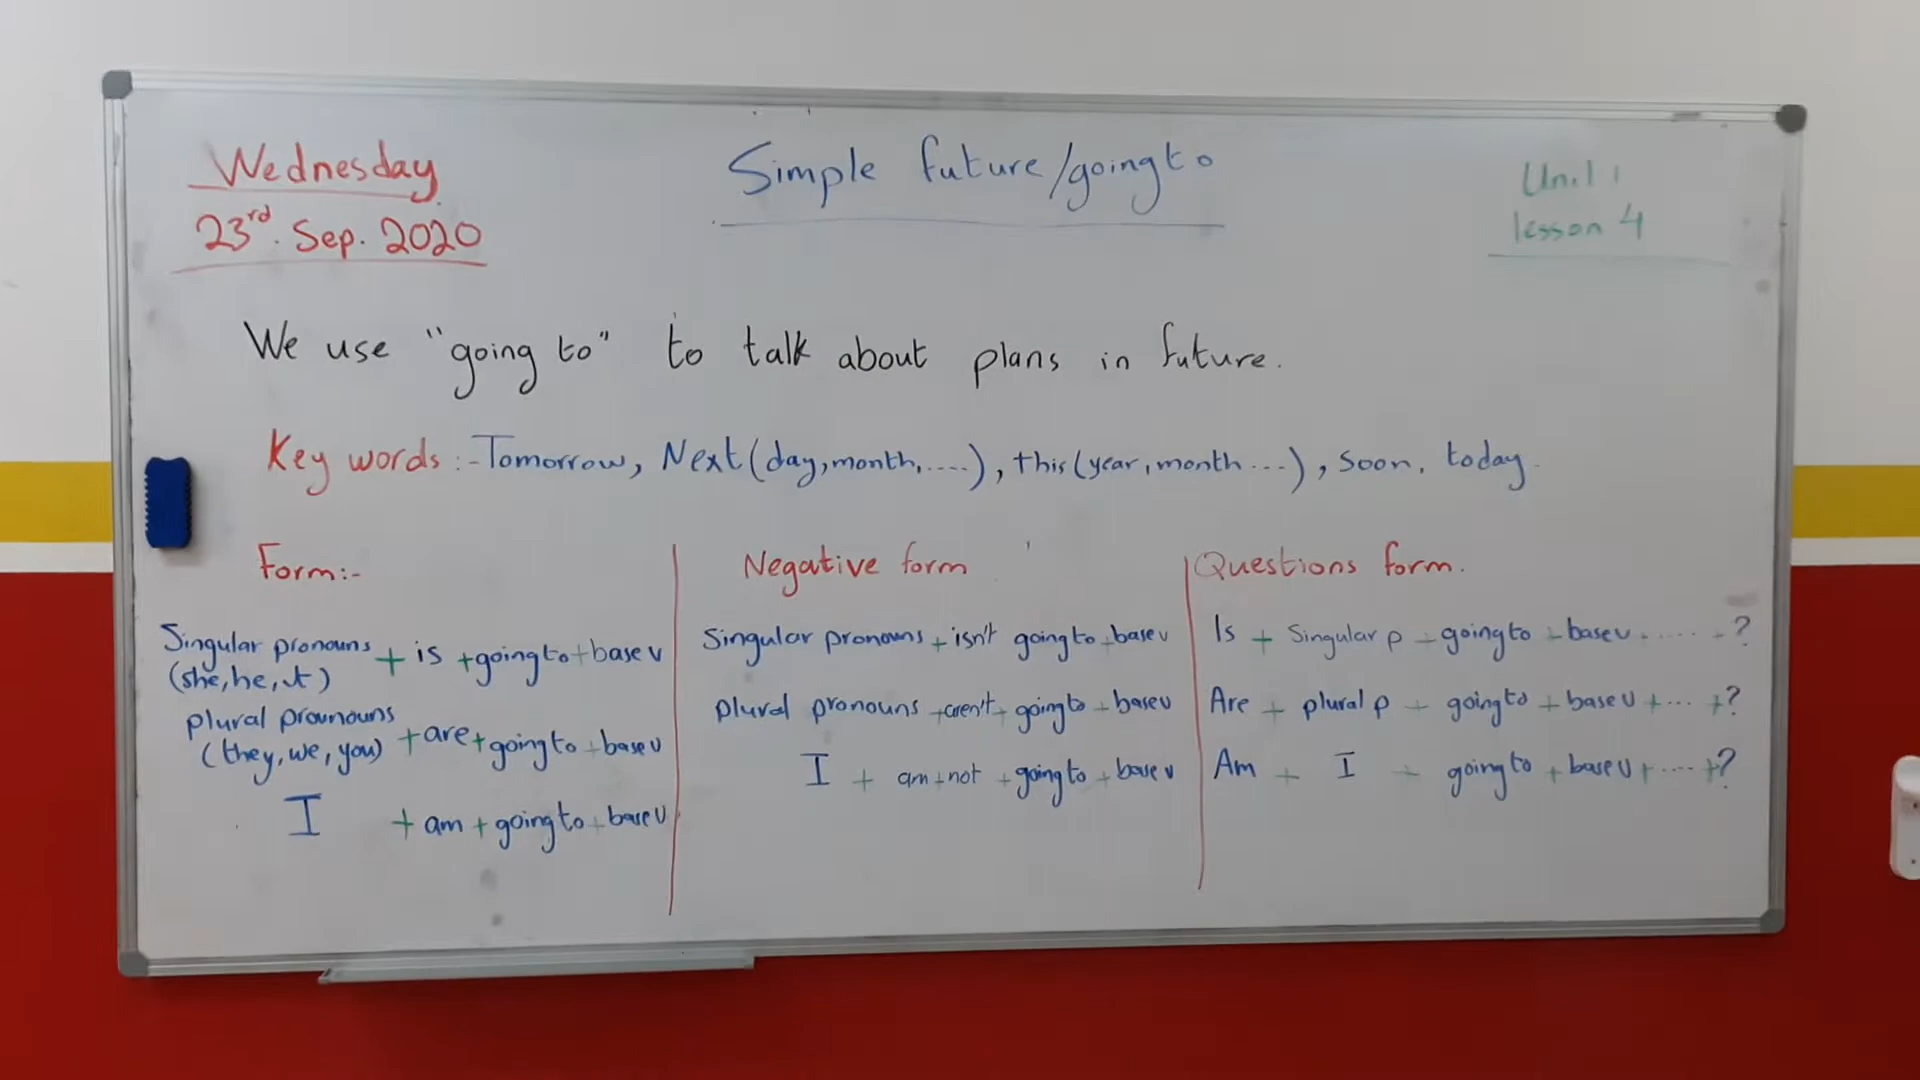 Wednesday
23rd. Sep. 2020
Simple future/going to
Unit 1
lesson 4
We use "going to" to talk about plans in future.
Key words :- Tomorrow, Next (day, month, ....), this (year, month ...), soon, today.
Form:-
Singular pronouns + is + going to + base v
(she, he, it)
plural prounouns + are + going to + base v
(they, we, you)
I + am + going to + base v
Negative form
Singular pronouns + isn't going to + base v
plural pronouns + aren't + going to + base v
I + am + not + going to + base v
Questions form.
Is + Singular p + going to + base v + ..... + ?
Are + plural p + going to + base v + ... + ?
Am + I + going to + base v + .... + ?